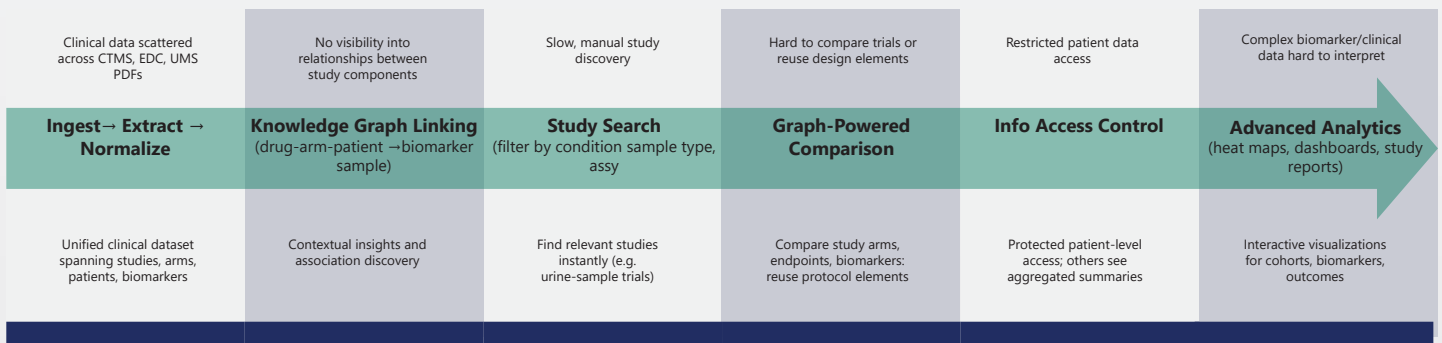 Clinical data scattered
across CTMS, EDC, UMS
PDFs
No visibility into
relationships between
study components
Slow, manual study
discovery
Hard to compare trials or
reuse design elements
Restricted patient data
access
Complex biomarker/clinical
data hard to interpret
Ingest→ Extract →
Normalize
Knowledge Graph Linking
(drug-arm-patient →biomarker
sample)
Study Search
(filter by condition sample type,
assy
Graph-Powered
Comparison
Info Access Control
Advanced Analytics
(heat maps, dashboards, study
reports)
Unified clinical dataset
spanning studies, arms,
patients, biomarkers
Contextual insights and
association discovery
Find relevant studies
instantly (e.g.
urine-sample trials)
Compare study arms,
endpoints, biomarkers:
reuse protocol elements
Protected patient-level
access; others see
aggregated summaries
Interactive visualizations
for cohorts, biomarkers,
outcomes